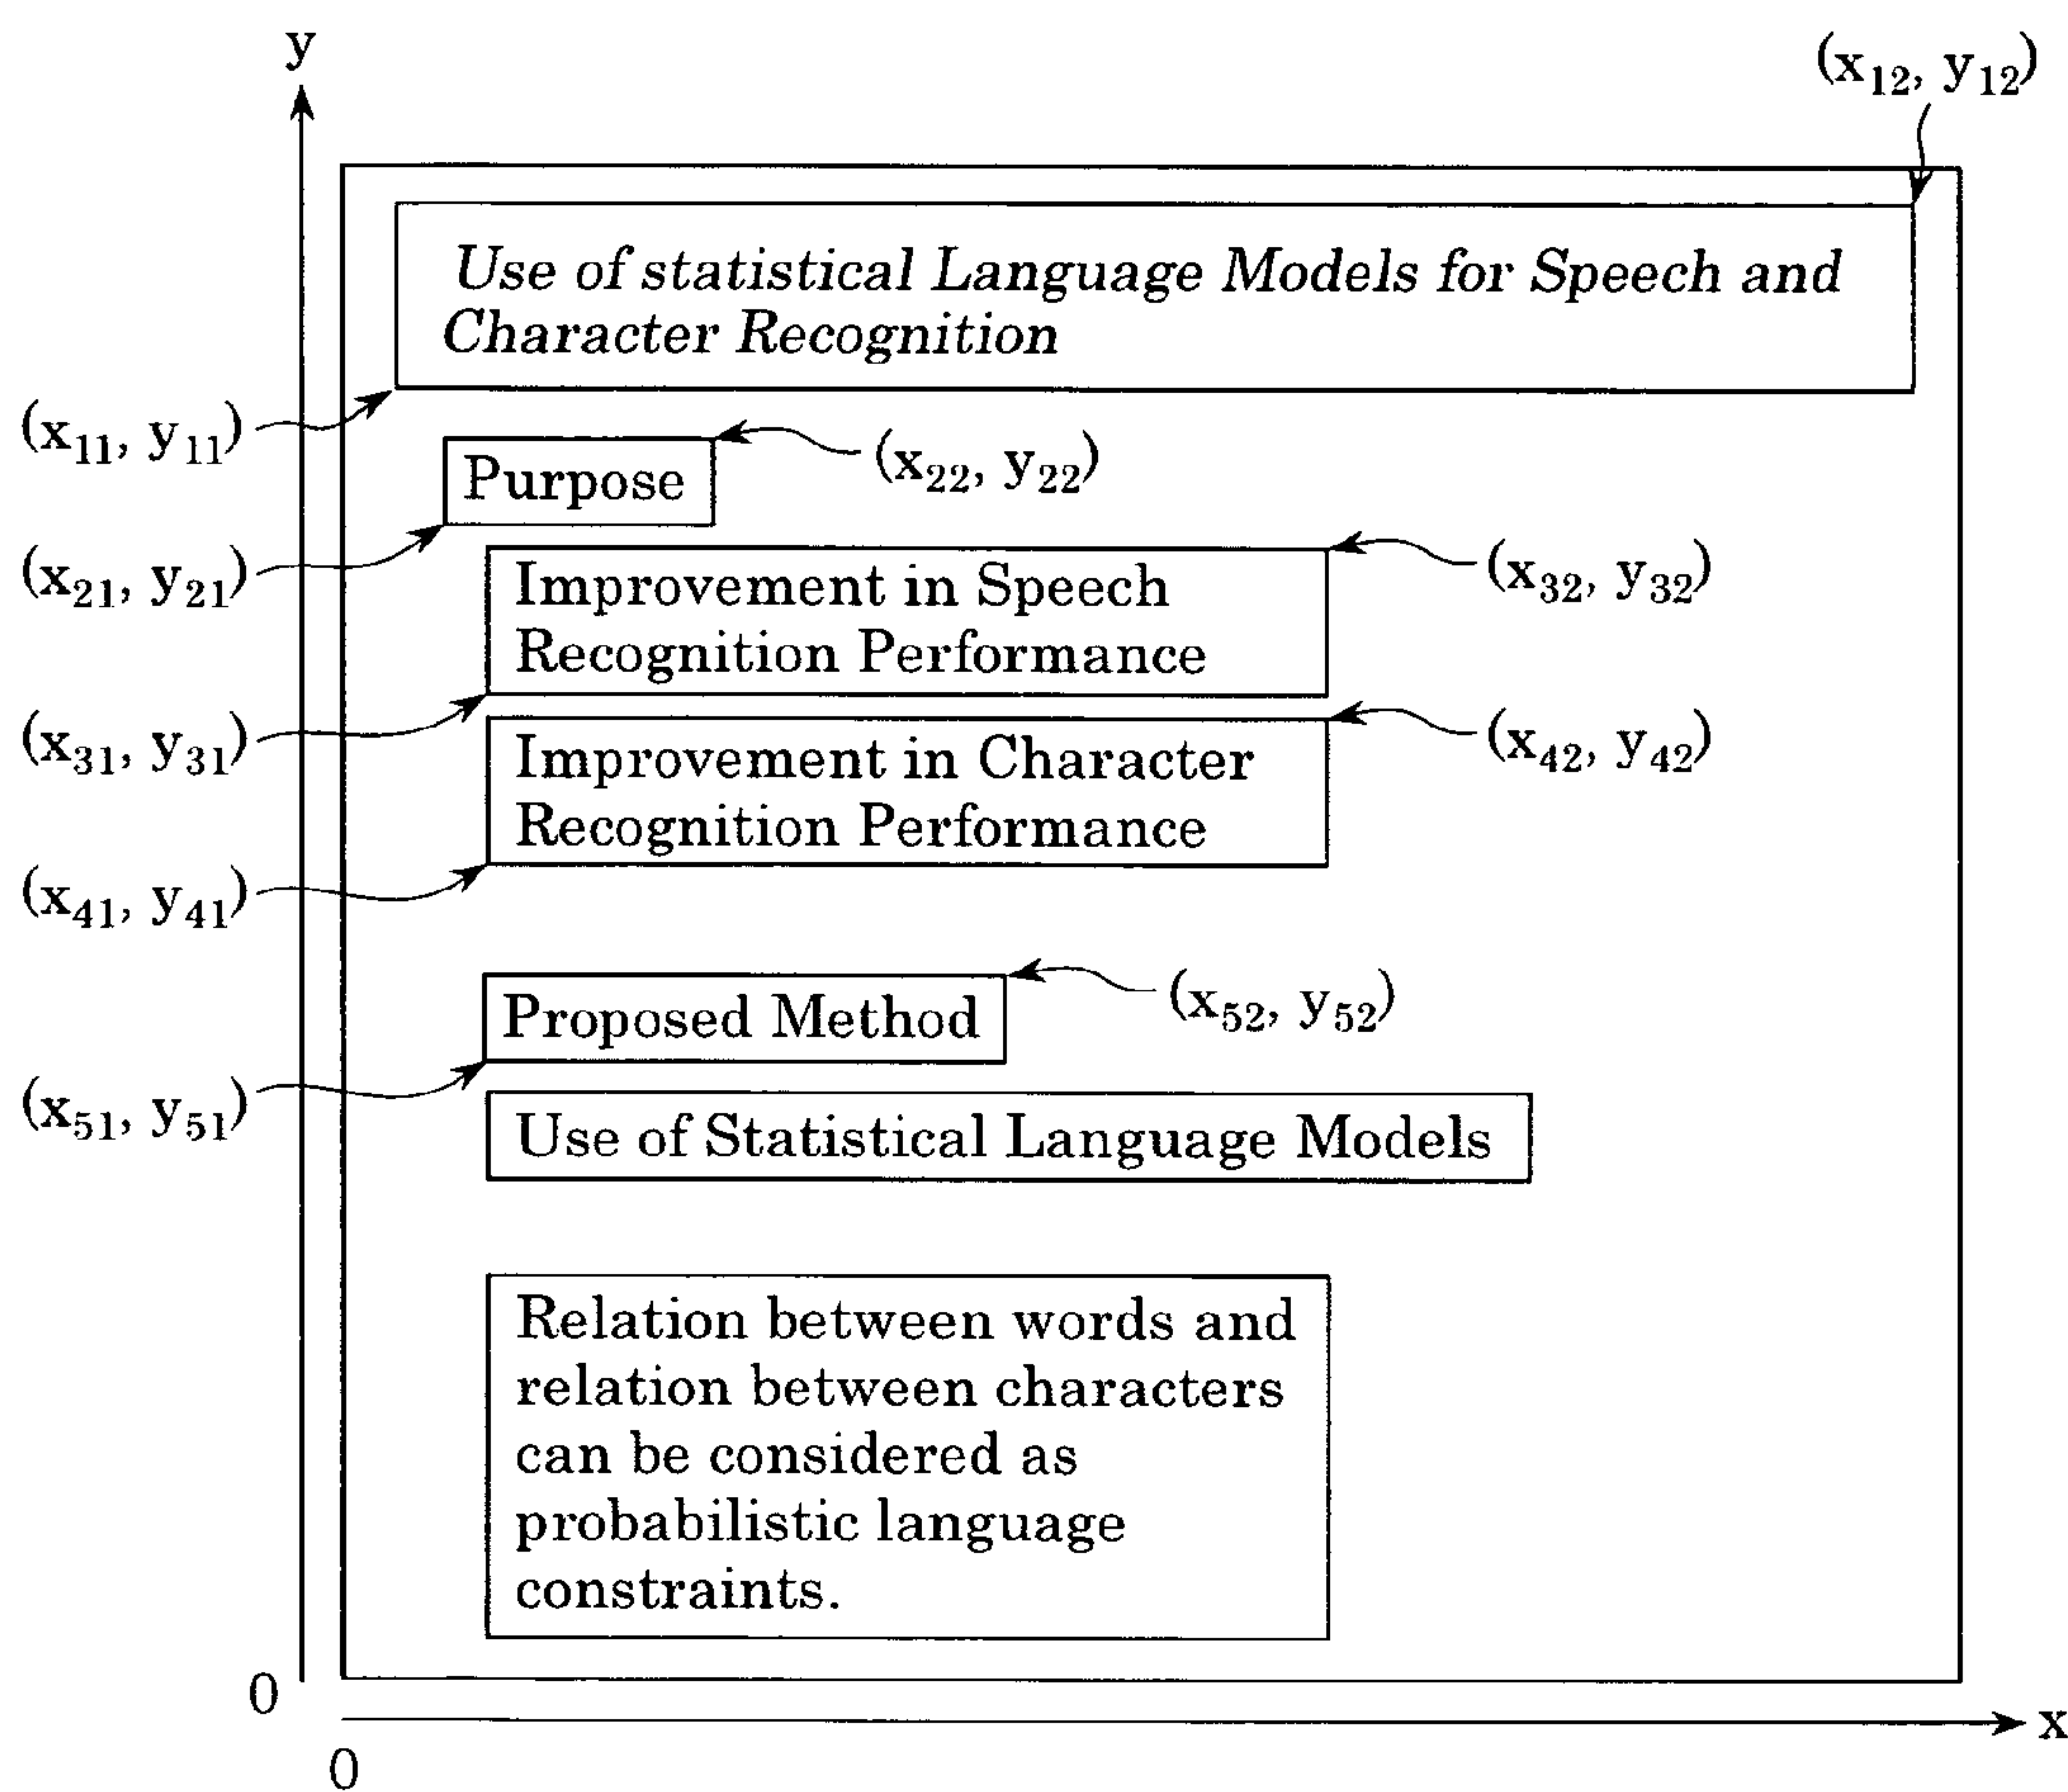 y
(x12, y12)
Use of statistical Language Models for Speech and
Character Recognition
(x11, y11)
Purpose
(x22, y22)
(x21, y21)
Improvement in Speech
Recognition Performance
(x32, y32)
(x31, y31)
Improvement in Character
Recognition Performance
(x42, y42)
(x41, y41)
Proposed Method
(x52, y52)
(x51, y51)
Use of Statistical Language Models
Relation between words and
relation between characters
can be considered as
probabilistic language
constraints.
0
x
0